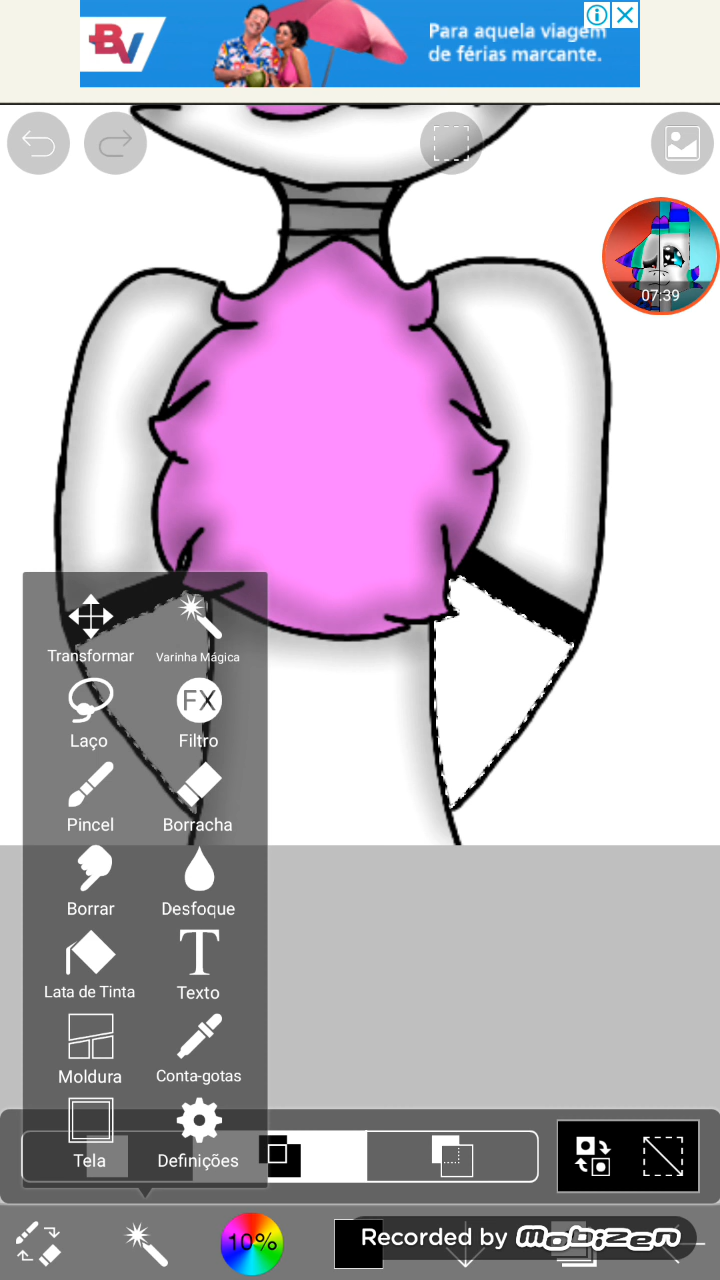 BV
Para aquela viagem
de férias marcante.
07:39
Transformar
Varinha Mágica
Laço
FX
Filtro
Pincel
Borracha
Borrar
Desfoque
Lata de Tinta
T
Texto
Moldura
Conta-gotas
Tela
Definições
10%
Recorded by Mobizen